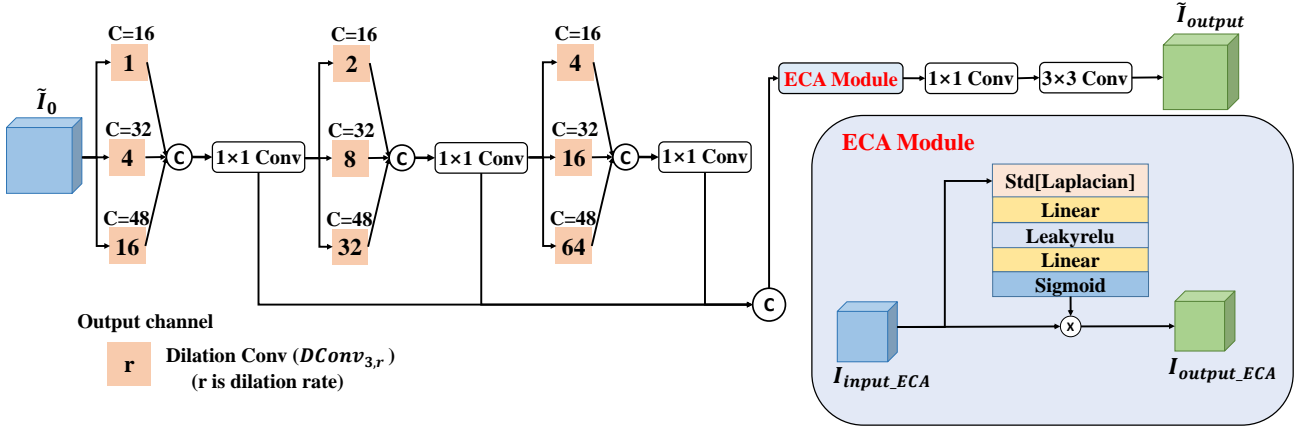 C=16
1
C=32
4
C=48
16
Ĩ₀
C
1×1 Conv
C=16
2
C=32
8
C=48
32
C
1×1 Conv
C=16
4
C=32
16
C=48
64
C
1×1 Conv
C
ECA Module
1×1 Conv
3×3 Conv
Ĩ_output
Output channel
r
Dilation Conv (DConv₃,ᵣ)
(r is dilation rate)
ECA Module
Std[Laplacian]
Linear
Leakyrelu
Linear
Sigmoid
x
I_input_ECA
I_output_ECA